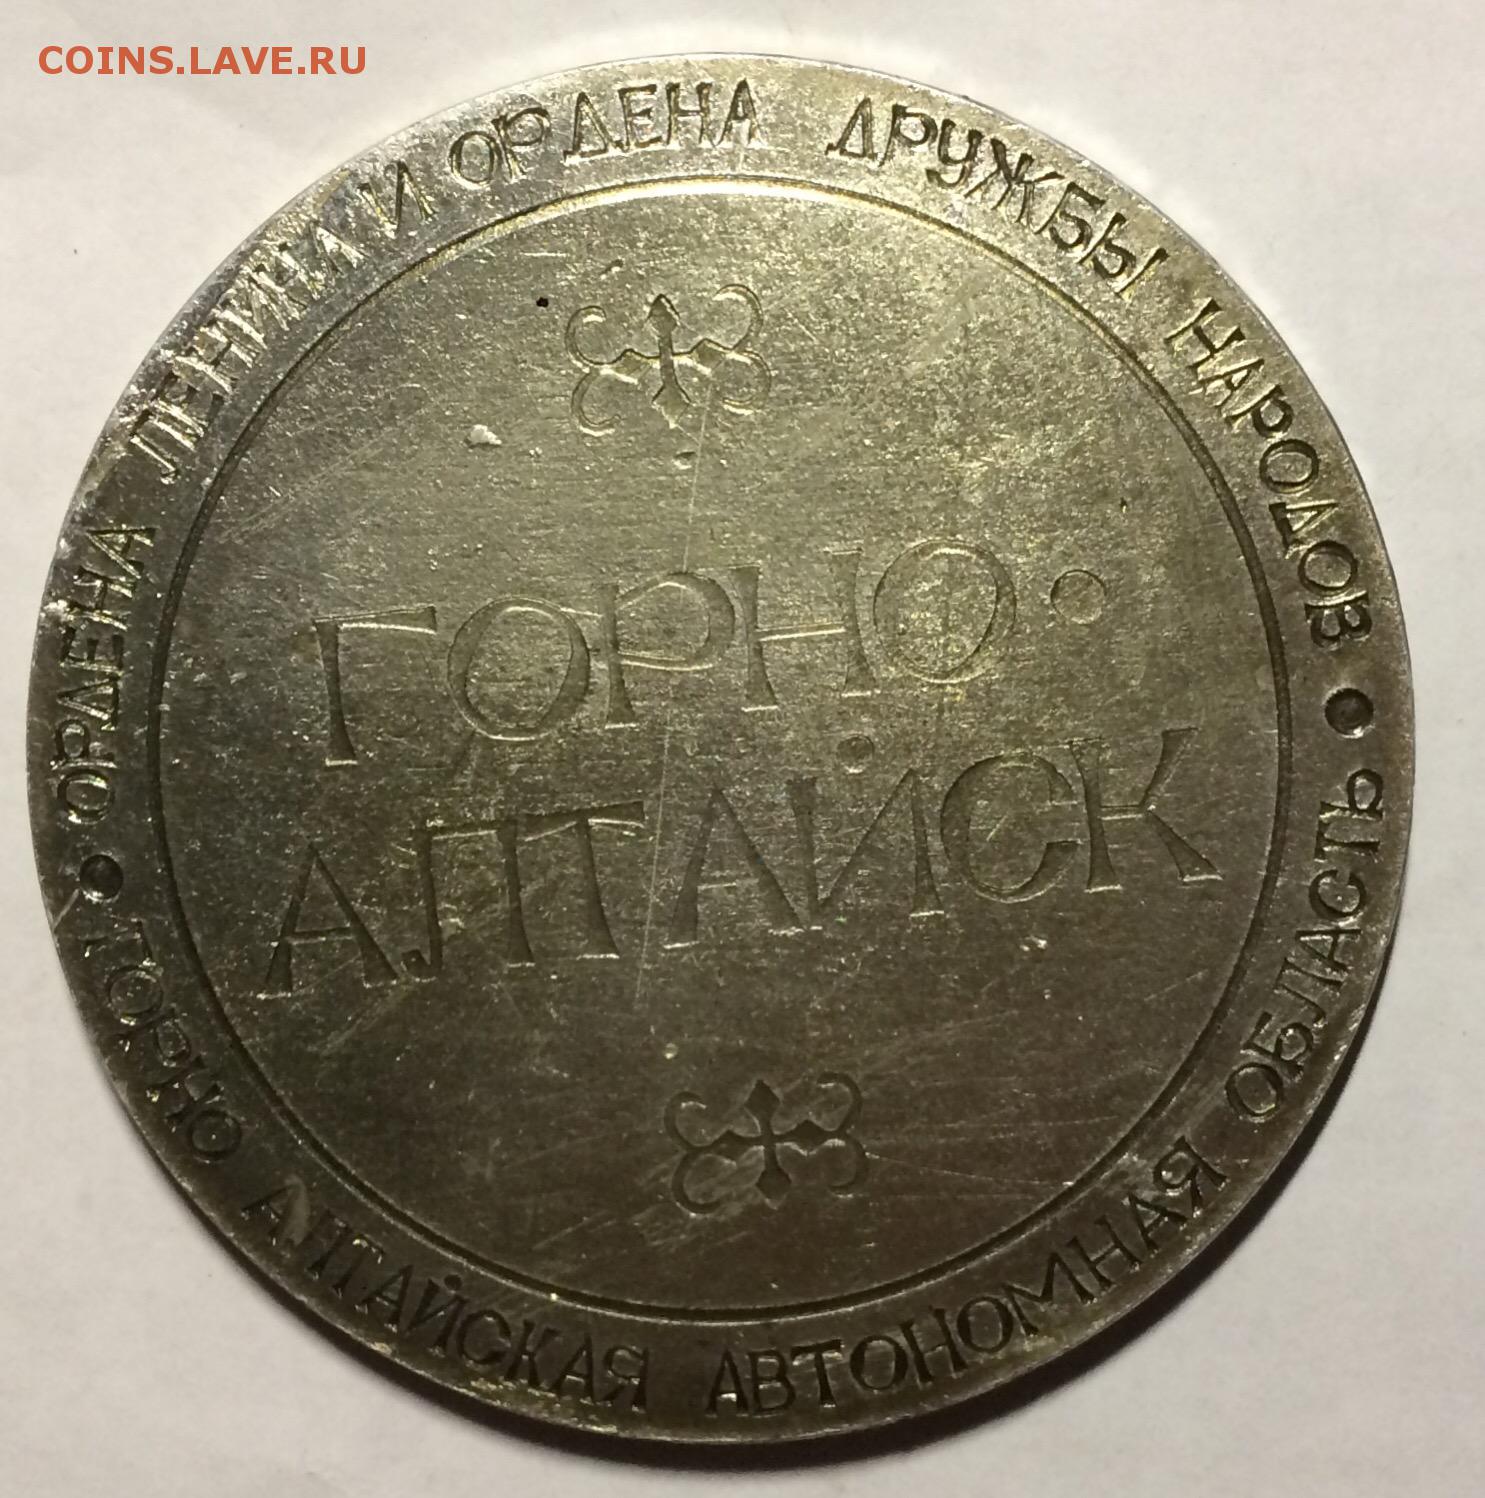 COINS.LAVE.RU
ОРДЕНА ЛЕНИНА И ОРДЕНА ДРУЖБЫ НАРОДОВ
ГОРНО-
АЛТАЙСК
ГОРНО АЛТАЙСКАЯ АВТОНОМНАЯ ОБЛАСТЬ